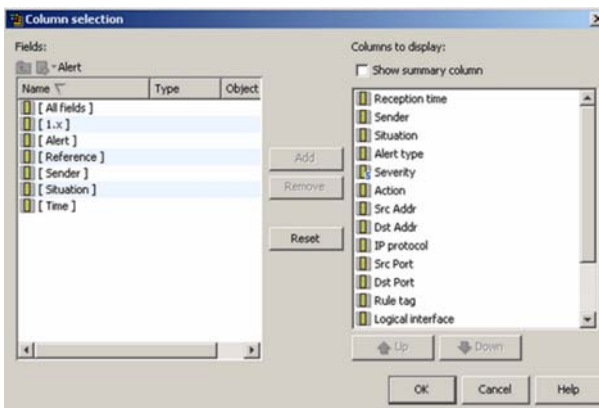 Column selection
Fields:
Alert
Name Type Object
[ All fields ]
[ 1.x ]
[ Alert ]
[ Reference ]
[ Sender ]
[ Situation ]
[ Time ]
Add
Remove
Reset
Columns to display:
Show summary column
Reception time
Sender
Situation
Alert type
Severity
Action
Src Addr
Dst Addr
IP protocol
Src Port
Dst Port
Rule tag
Logical interface
Up Down
OK Cancel Help